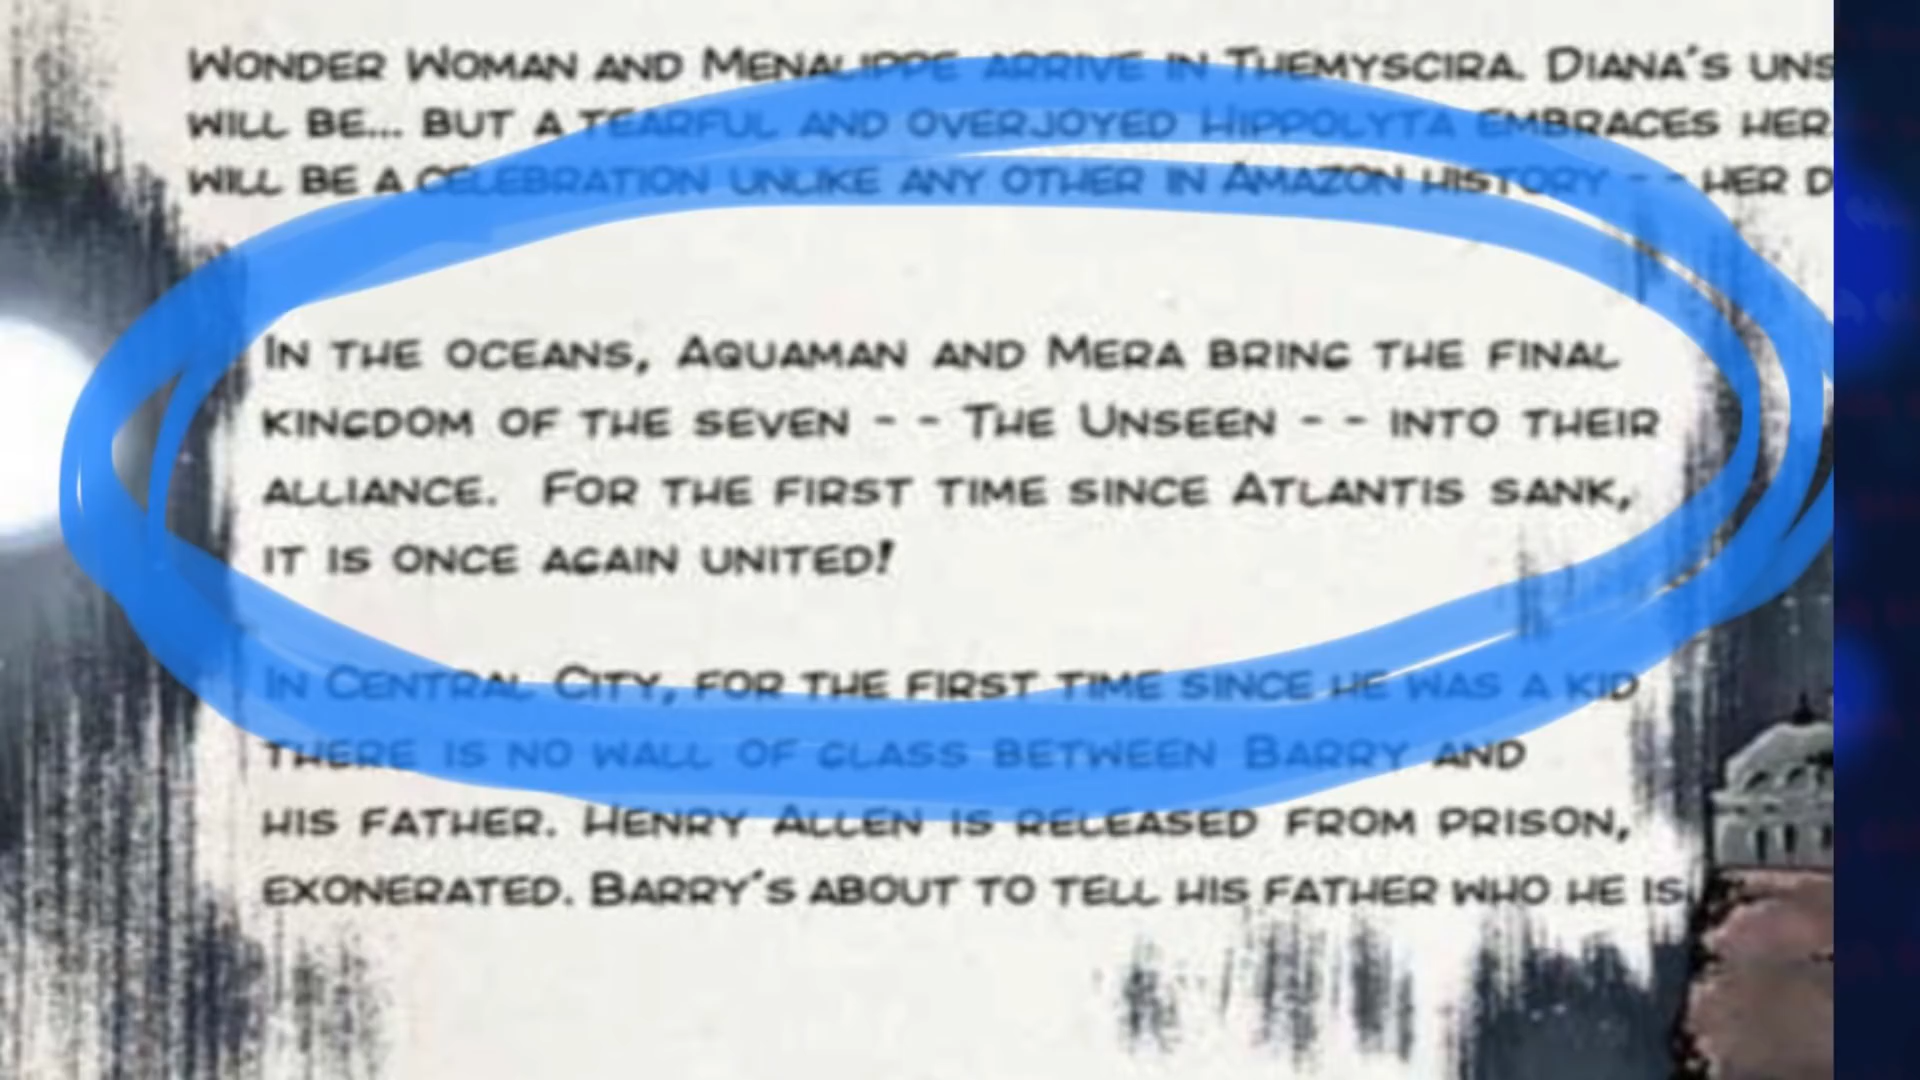 WONDER WOMAN AND MENALIPPE ARRIVE IN THEMYSCIRA. DIANA'S UNS
WILL BE... BUT A TEARFUL AND OVERJOYED HIPPOLYTA EMBRACES HER
WILL BE A CELEBRATION UNLIKE ANY OTHER IN AMAZON HISTORY - - HER D
IN THE OCEANS, AQUAMAN AND MERA BRING THE FINAL
KINGDOM OF THE SEVEN - - THE UNSEEN - - INTO THEIR
ALLIANCE. FOR THE FIRST TIME SINCE ATLANTIS SANK,
IT IS ONCE AGAIN UNITED!
IN CENTRAL CITY, FOR THE FIRST TIME SINCE HE WAS A KID
THERE IS NO WALL OF GLASS BETWEEN BARRY AND
HIS FATHER. HENRY ALLEN IS RELEASED FROM PRISON,
EXONERATED. BARRY'S ABOUT TO TELL HIS FATHER WHO HE IS